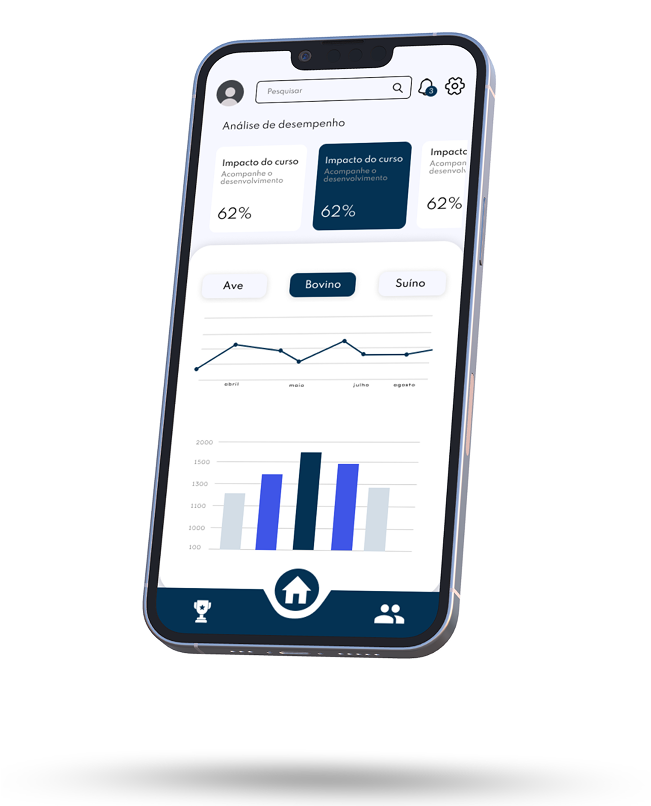 Pesquisar
3
Análise de desempenho
Impacto do curso
Acompanhe o
desenvolvimento
62%
Impacto do curso
Acompanhe o
desenvolvimento
62%
Impacto
Acompan
desenvolv
62%
Ave
Bovino
Suíno
abril
maio
julho
agosto
2000
1500
1300
1100
1000
100